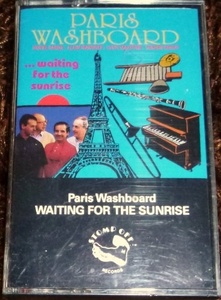 PARIS
WASHBOARD
...waiting
for the
sunrise
Paris Washboard
WAITING FOR THE SUNRISE
STOMP OFF
RECORDS